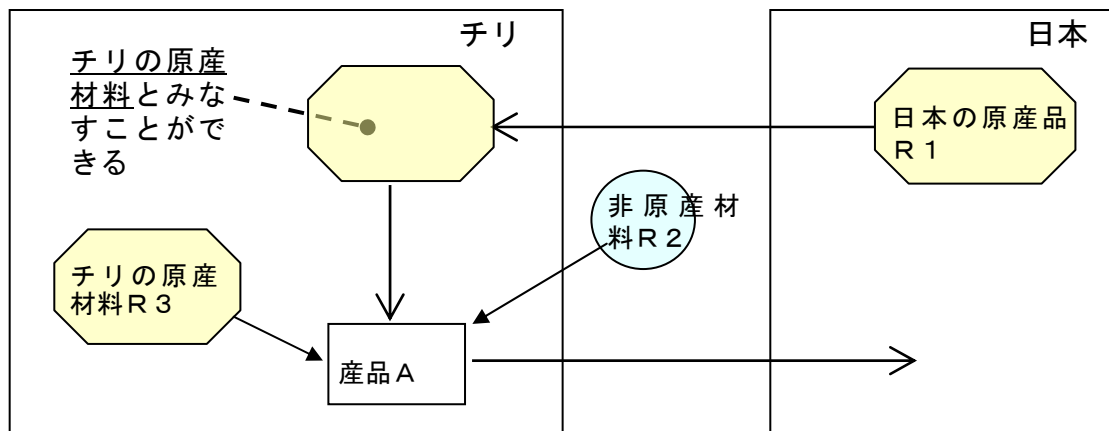 チリ
日本
チリの原産
材料とみな
すことがで
きる
日本の原産品
Ｒ１
非原産材
料Ｒ２
チリの原産
材料Ｒ３
産品Ａ